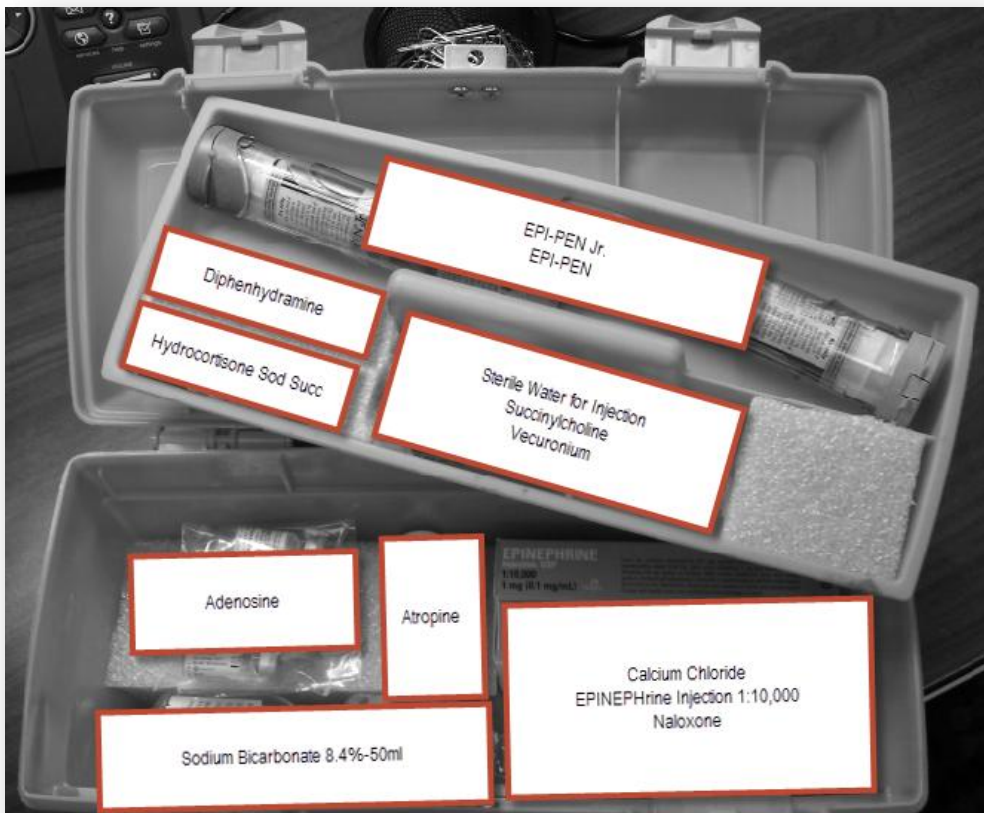 help
settings
VOLUME
EPI-PEN Jr.
EPI-PEN
Diphenhydramine
Hydrocortisone Sod Succ
Sterile Water for Injection
Succinylcholine
Vecuronium
EPINEPHRINE
1:10,000
1 mg (0.1 mg/mL)
Adenosine
Atropine
Calcium Chloride
EPINEPHrine Injection 1:10,000
Naloxone
Sodium Bicarbonate 8.4%-50ml